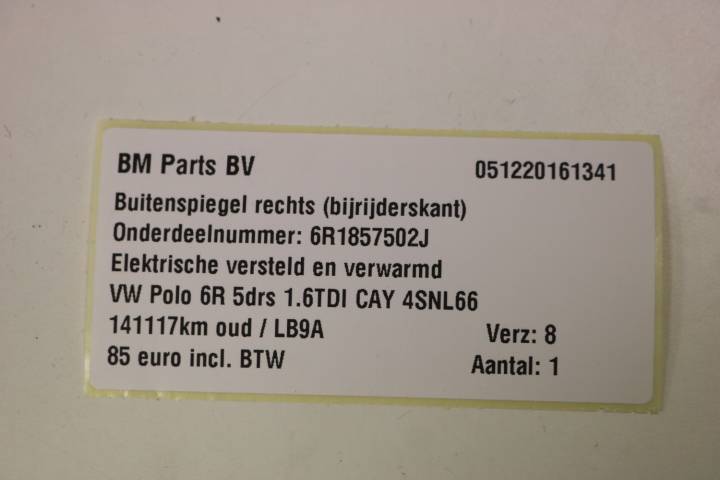 BM Parts BV 051220161341
Buitenspiegel rechts (bijrijderskant)
Onderdeelnummer: 6R1857502J
Elektrische versteld en verwarmd
VW Polo 6R 5drs 1.6TDI CAY 4SNL66
141117km oud / LB9A Verz: 8
85 euro incl. BTW Aantal: 1